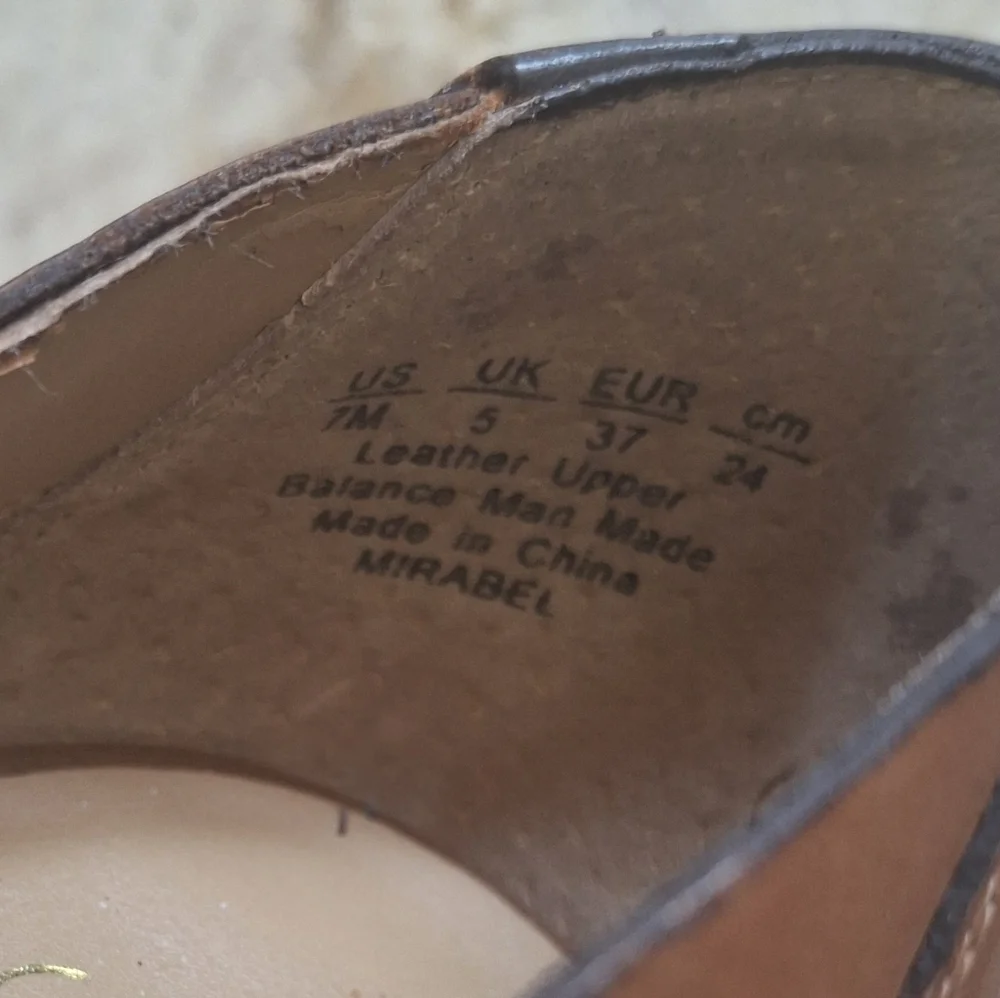 US UK EUR cm
7M 5 37 24
Leather Upper
Balance Man Made
Made in China
MIRABEL